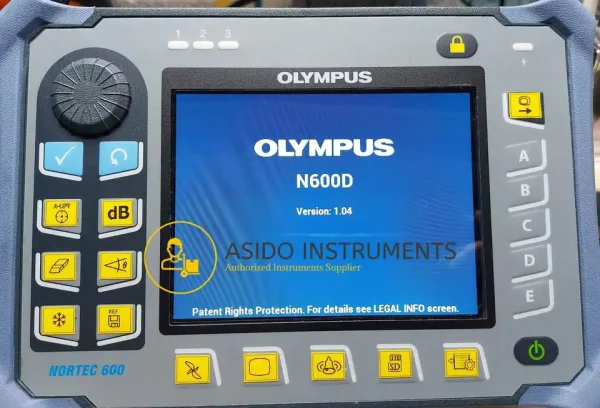 1 2 3
OLYMPUS
OLYMPUS
N600D
Version: 1.04
ASIDO INSTRUMENTS
Authorized Instruments Supplier
Patent Rights Protection. For details see LEGAL INFO screen.
A-LIFT
dB
θ
REF
A
B
C
D
E
NORTEC 600
SD